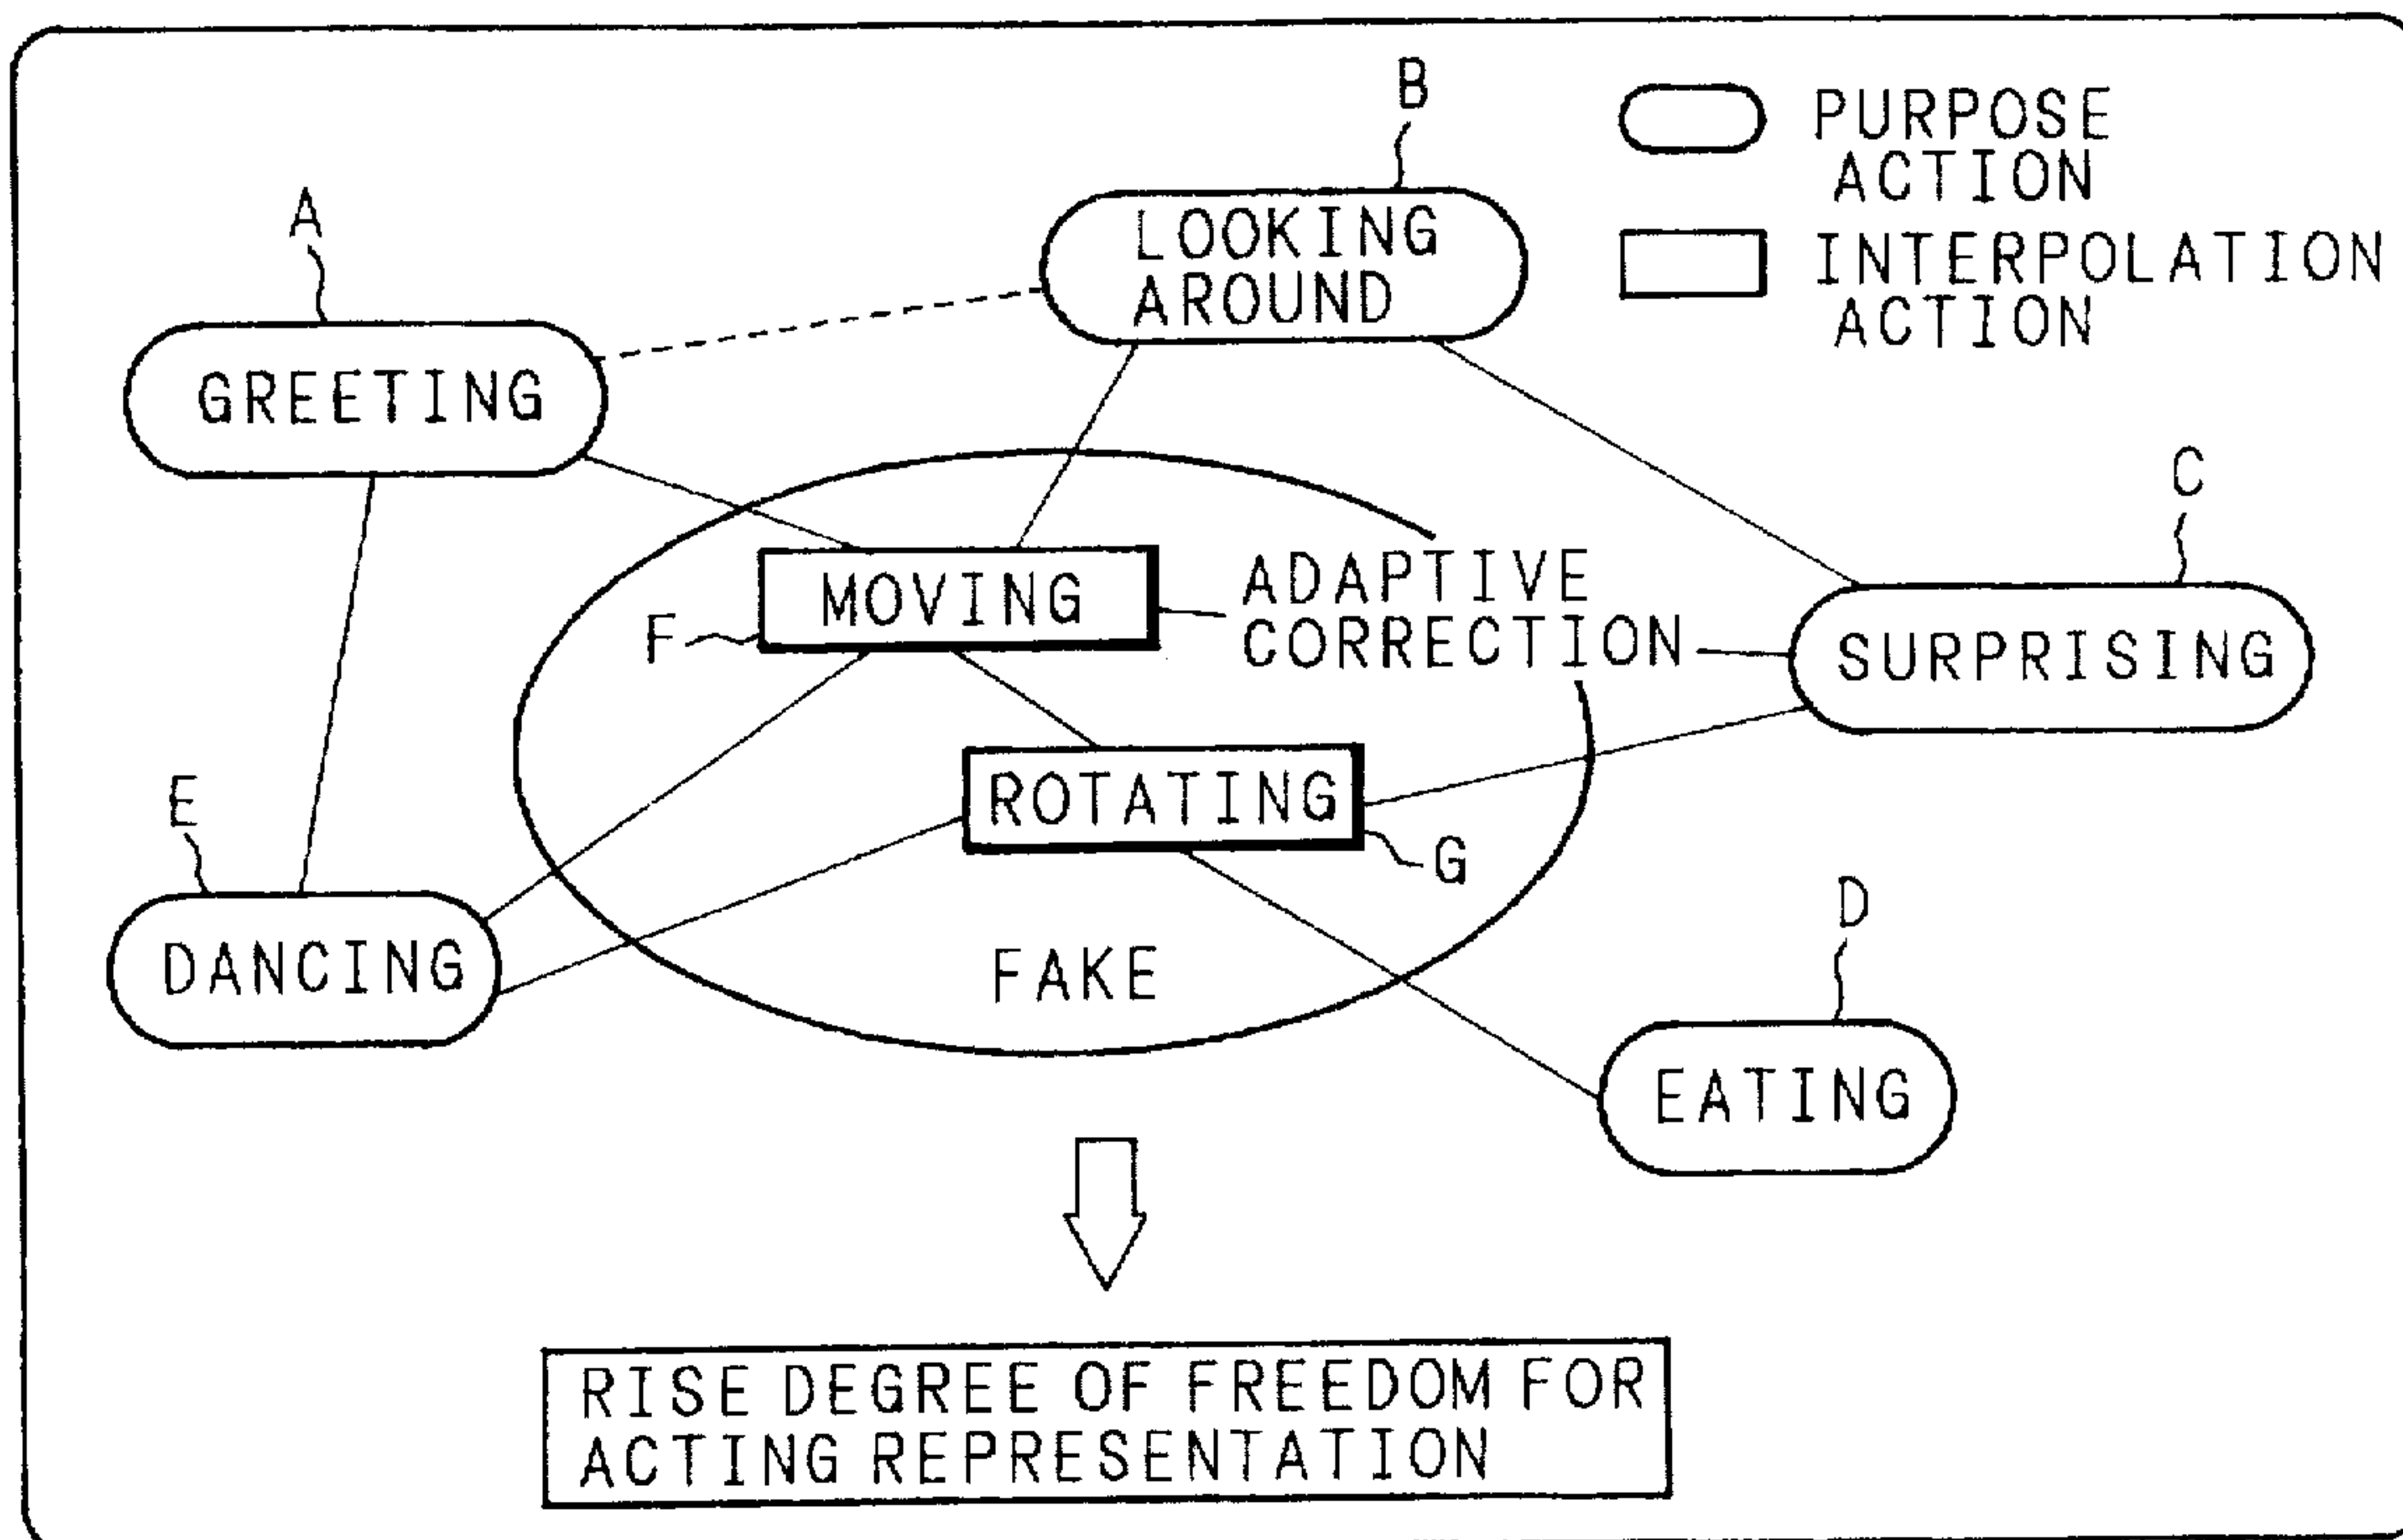 B
PURPOSE
ACTION
A
LOOKING
AROUND
INTERPOLATION
ACTION
GREETING
C
MOVING
ADAPTIVE
CORRECTION
F
SURPRISING
E
ROTATING
G
D
DANCING
FAKE
EATING
RISE DEGREE OF FREEDOM FOR
ACTING REPRESENTATION